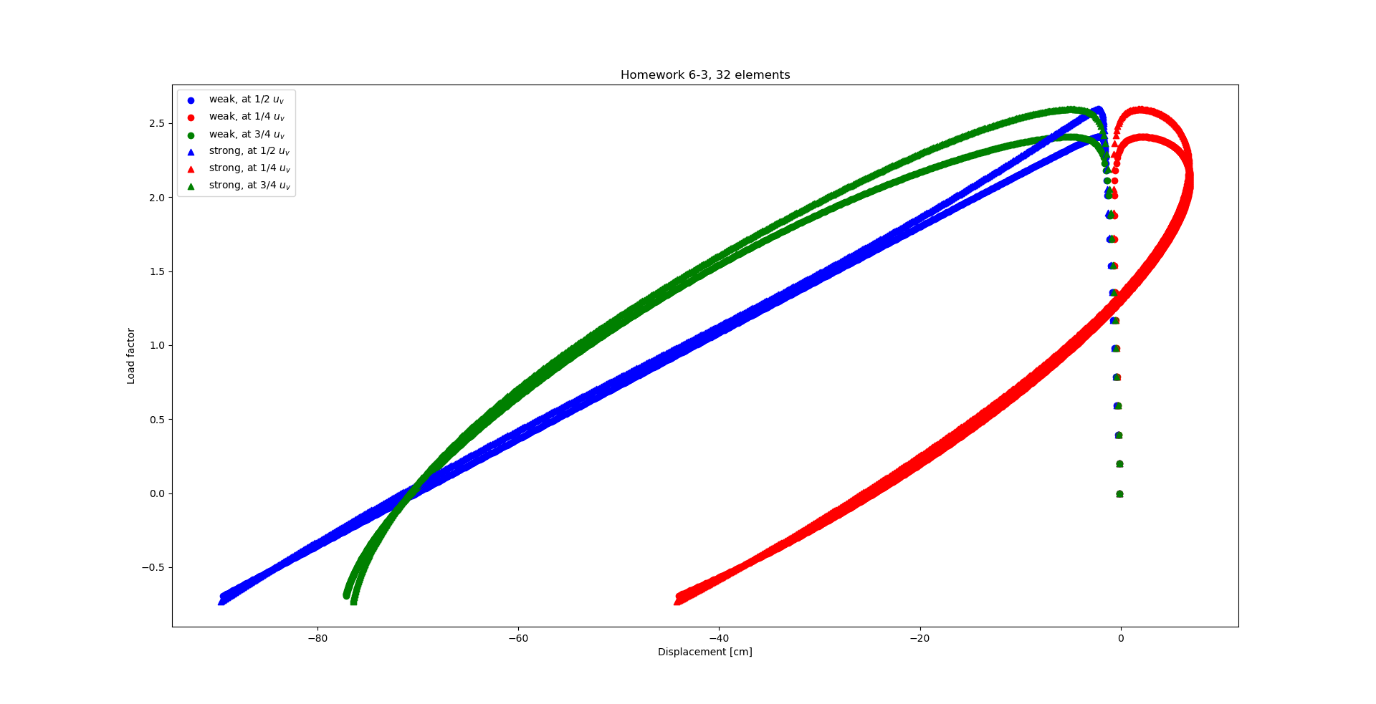 Homework 6-3, 32 elements
weak, at 1/2 u_v
weak, at 1/4 u_v
weak, at 3/4 u_v
strong, at 1/2 u_v
strong, at 1/4 u_v
strong, at 3/4 u_v
Load factor
2.5
2.0
1.5
1.0
0.5
0.0
−0.5
−80
−60
−40
−20
0
Displacement [cm]